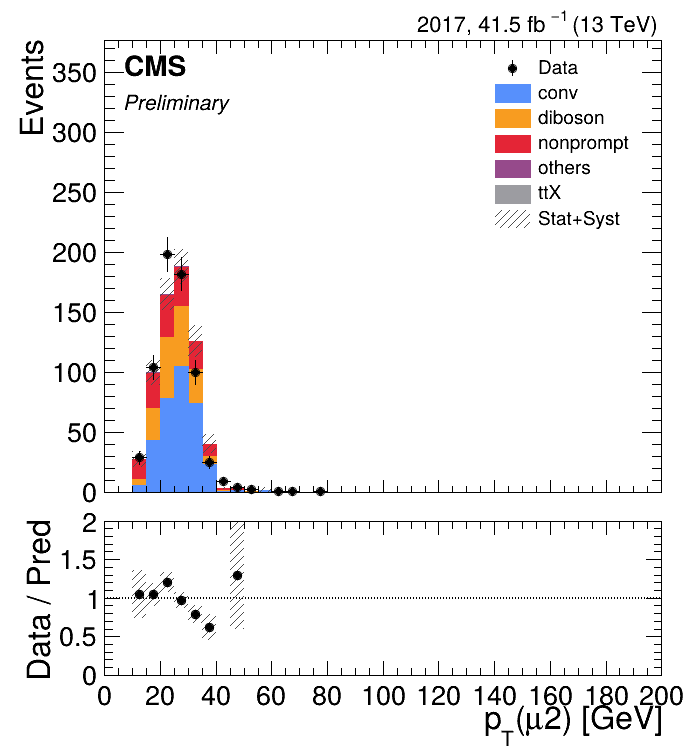 2017, 41.5 fb⁻¹ (13 TeV)
CMS
Preliminary
Events
350
300
250
200
150
100
50
0
Data
conv
diboson
nonprompt
others
ttX
Stat+Syst
Data / Pred
2
1.5
1
0.5
0
0 20 40 60 80 100 120 140 160 180 200
p_T(μ2) [GeV]